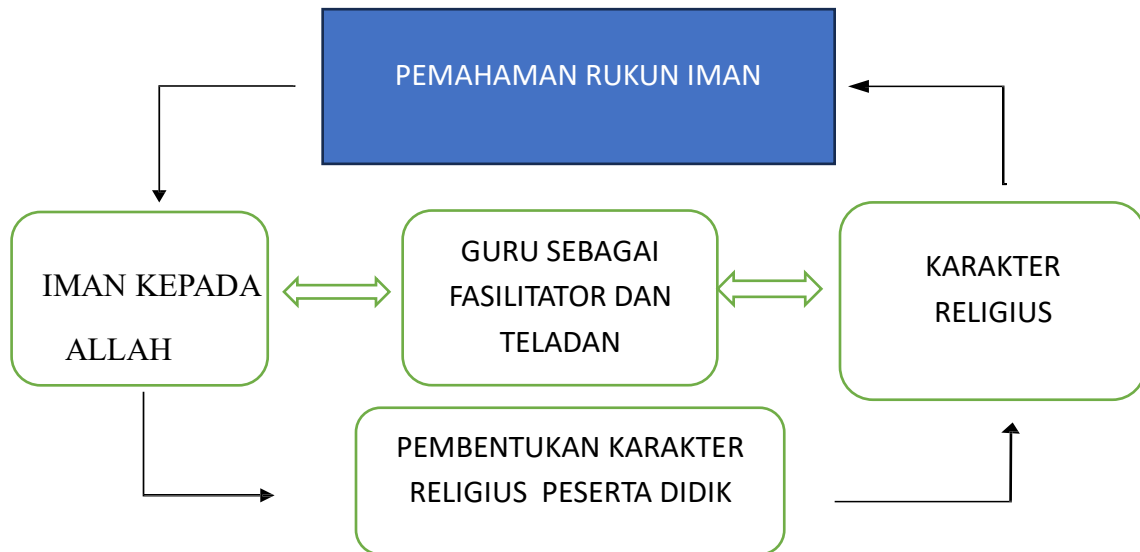 PEMAHAMAN RUKUN IMAN
IMAN KEPADA
ALLAH
GURU SEBAGAI
FASILITATOR DAN
TELADAN
KARAKTER
RELIGIUS
PEMBENTUKAN KARAKTER
RELIGIUS PESERTA DIDIK